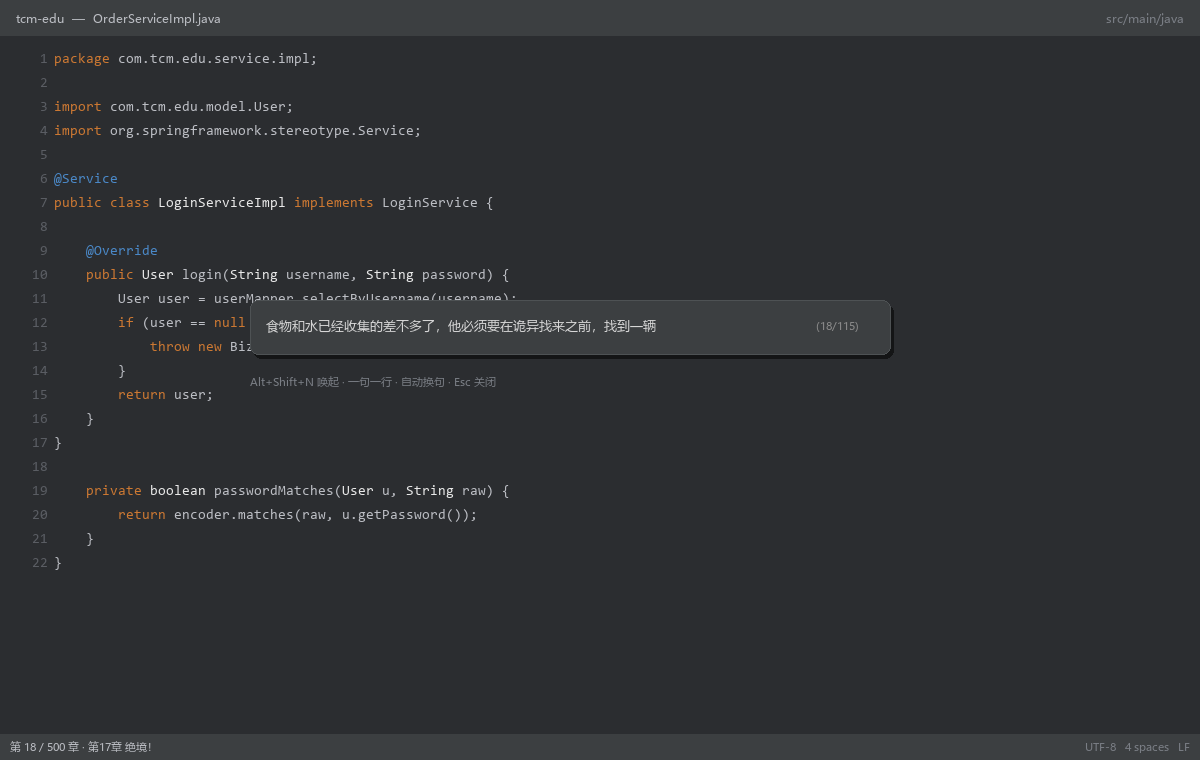 tcm-edu — OrderServiceImpl.java
src/main/java
1 package com.tcm.edu.service.impl;
2
3 import com.tcm.edu.model.User;
4 import org.springframework.stereotype.Service;
5
6 @Service
7 public class LoginServiceImpl implements LoginService {
8
9 @Override
10 public User login(String username, String password) {
11 User user = userMapper.selectByUsername(username);
12 if (user == null
食物和水已经收集的差不多了，他必须要在诡异找来之前，找到一辆 (18/115)
13 throw new Biz
14 }
Alt+Shift+N 唤起 · 一句一行 · 自动换句 · Esc 关闭
15 return user;
16 }
17 }
18
19 private boolean passwordMatches(User u, String raw) {
20 return encoder.matches(raw, u.getPassword());
21 }
22 }
第 18 / 500 章 · 第17章 绝境！
UTF-8 4 spaces LF